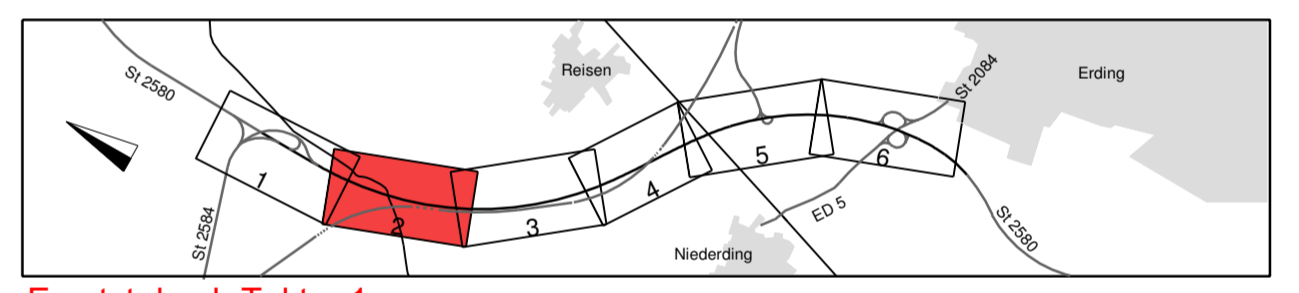 St 2580
Reisen
St 2084
Erding
1
2
3
4
5
6
St 2584
ED 5
Niederding
St 2580